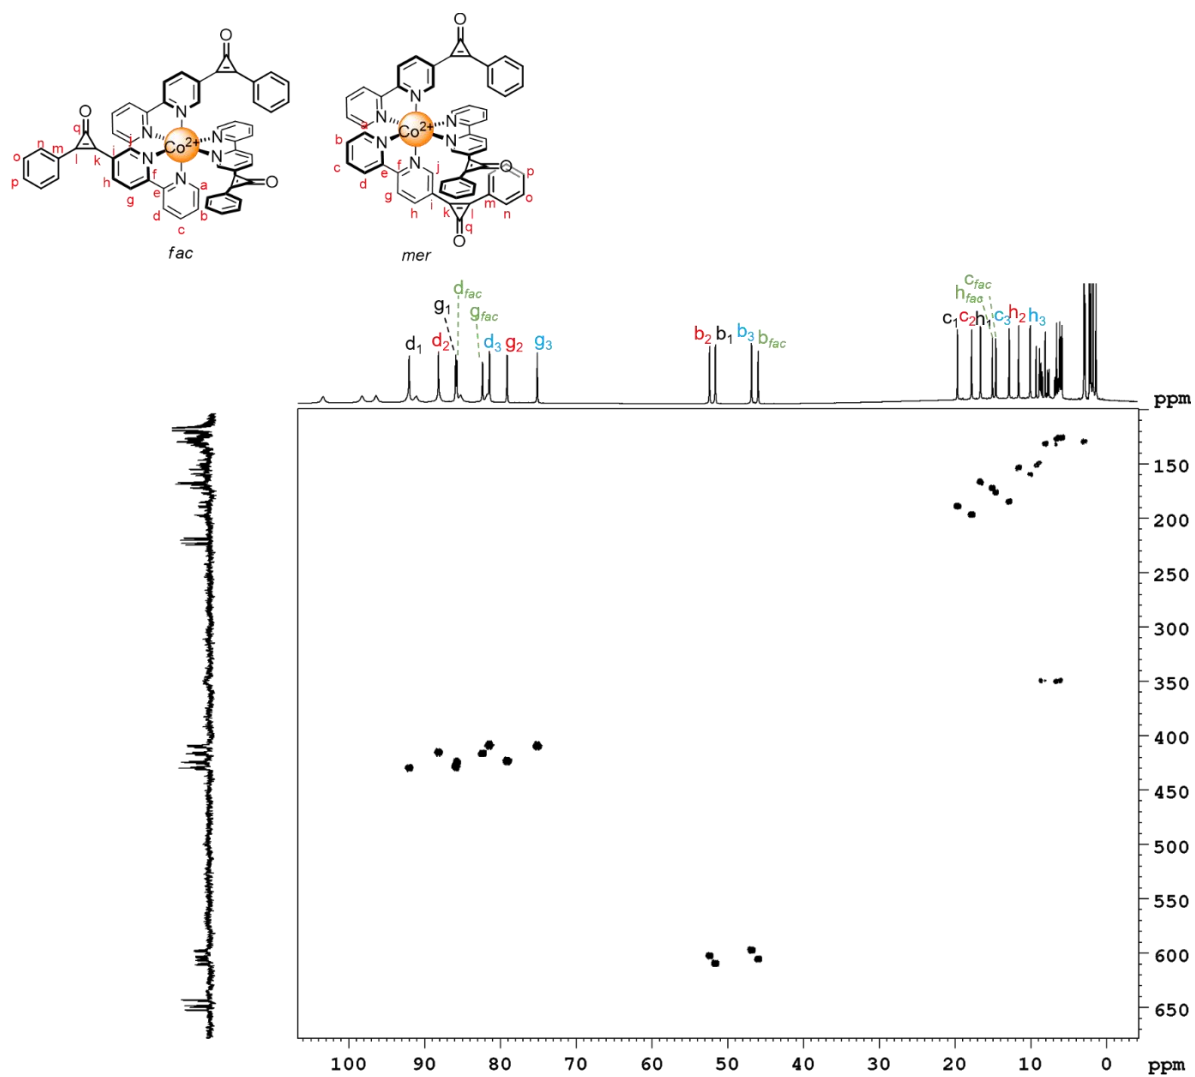 O
O
N
N
N
N
Co2+
N
N
O
q
j
n
o
m
i
l
k
p
h
f
g
e
a
d
b
c
O
fac
O
N
N
a
Co2+
N
N
N
N
b
c
e
f
j
d
g
i
h
O
p
m
o
k
l
n
q
O
mer
d1
d2
g1
dfac
gfac
d3
g2
g3
b2
b1
b3
bfac
cfac
hfac
c1
c2
h1
c3
h2
h3
ppm
150
200
250
300
350
400
450
500
550
600
650
100 90 80 70 60 50 40 30 20 10 0 ppm